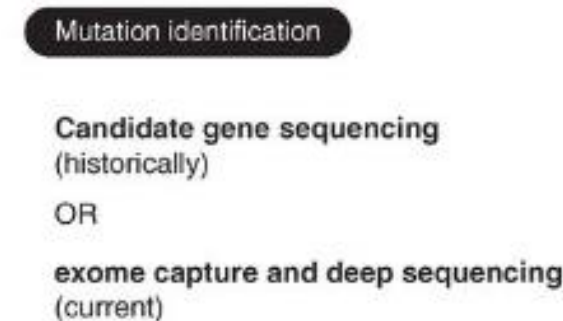 Mutation identification
Candidate gene sequencing
(historically)
OR
exome capture and deep sequencing
(current)